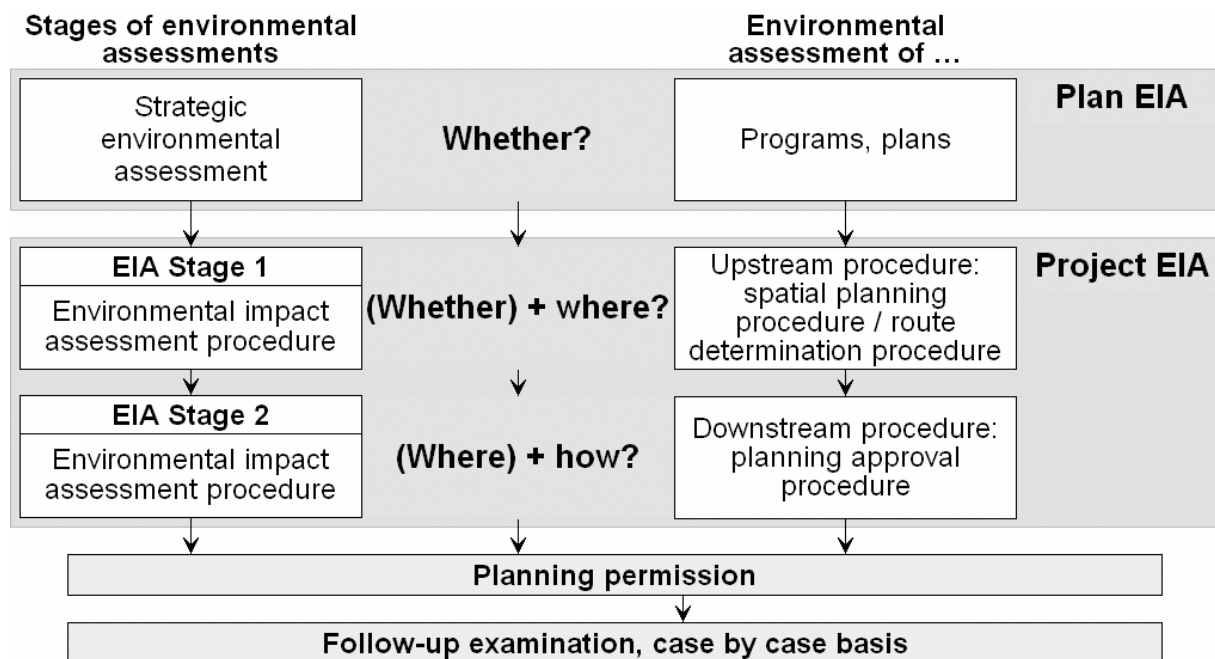 Stages of environmental
assessments
Environmental
assessment of …
Strategic
environmental
assessment
Whether?
Programs, plans
Plan EIA
EIA Stage 1
Environmental impact
assessment procedure
(Whether) + where?
Upstream procedure:
spatial planning
procedure / route
determination procedure
Project EIA
EIA Stage 2
Environmental impact
assessment procedure
(Where) + how?
Downstream procedure:
planning approval
procedure
Planning permission
Follow-up examination, case by case basis